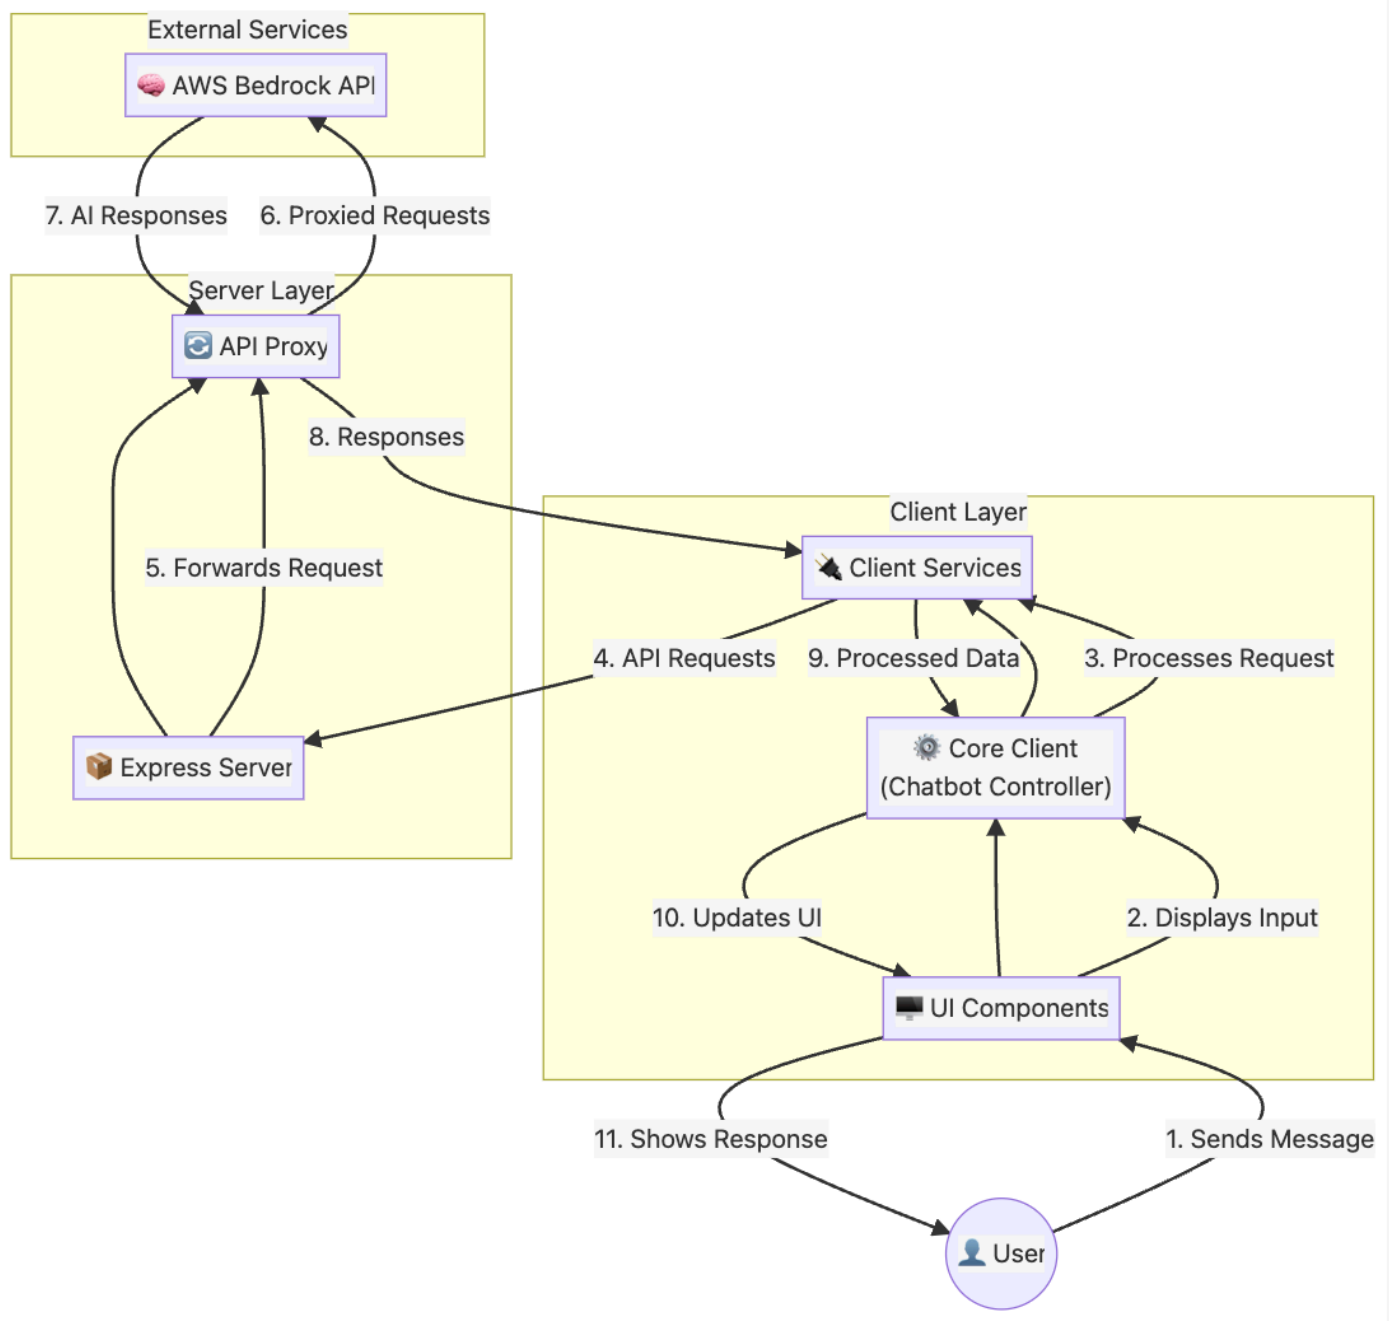 External Services
AWS Bedrock API
7. AI Responses
6. Proxied Requests
Server Layer
API Proxy
8. Responses
Client Layer
5. Forwards Request
Client Services
4. API Requests
9. Processed Data
3. Processes Request
Express Server
Core Client
(Chatbot Controller)
10. Updates UI
2. Displays Input
UI Components
11. Shows Response
1. Sends Message
User